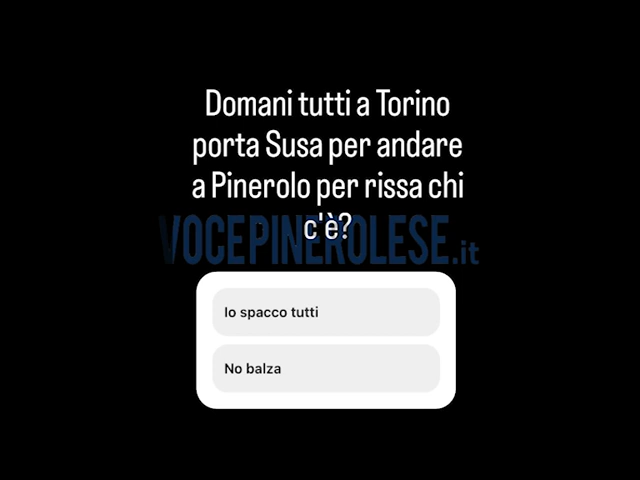 Domani tutti a Torino
porta Susa per andare
a Pinerolo per rissa chi
c'è?
VOCEPINEROLESE.it
Io spacco tutti
No balza